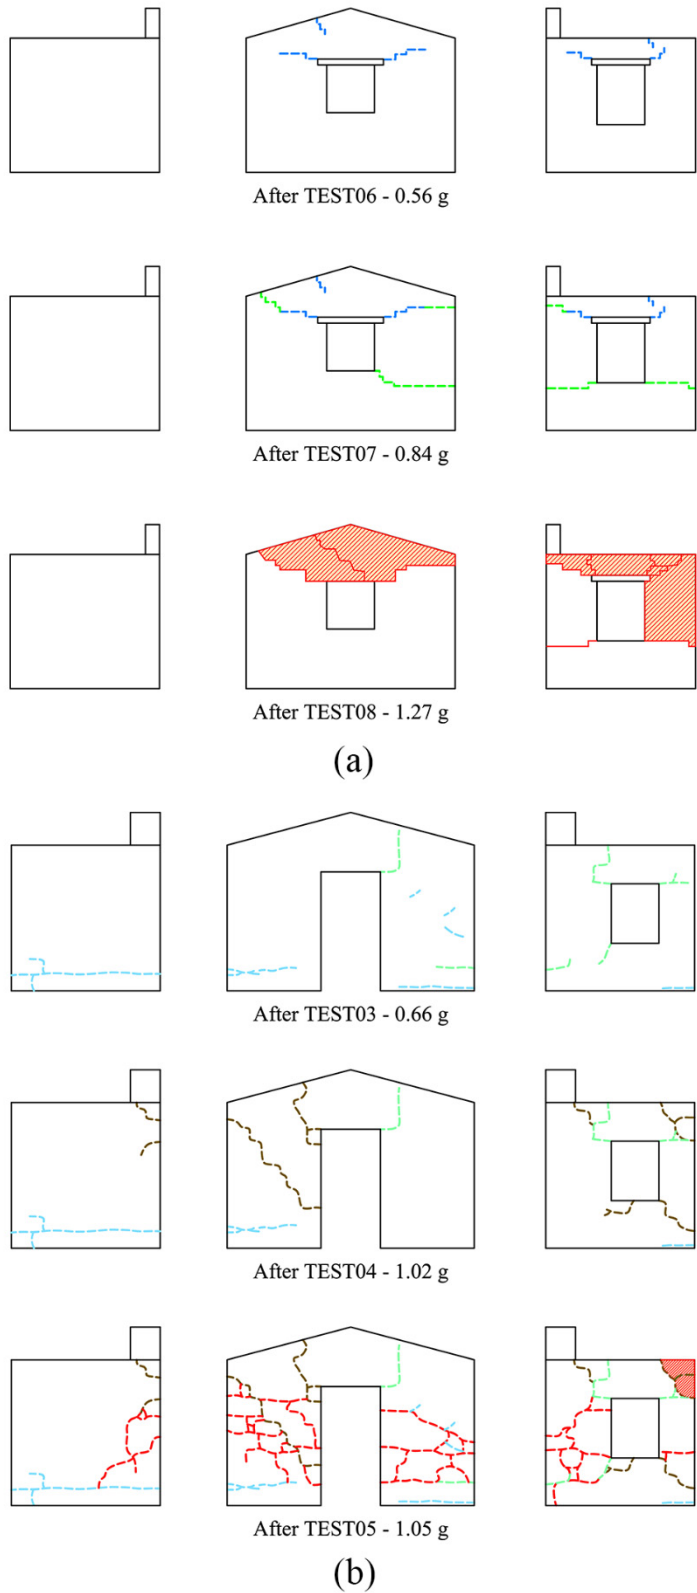 After TEST06 - 0.56 g
After TEST07 - 0.84 g
After TEST08 - 1.27 g
(a)
After TEST03 - 0.66 g
After TEST04 - 1.02 g
After TEST05 - 1.05 g
(b)